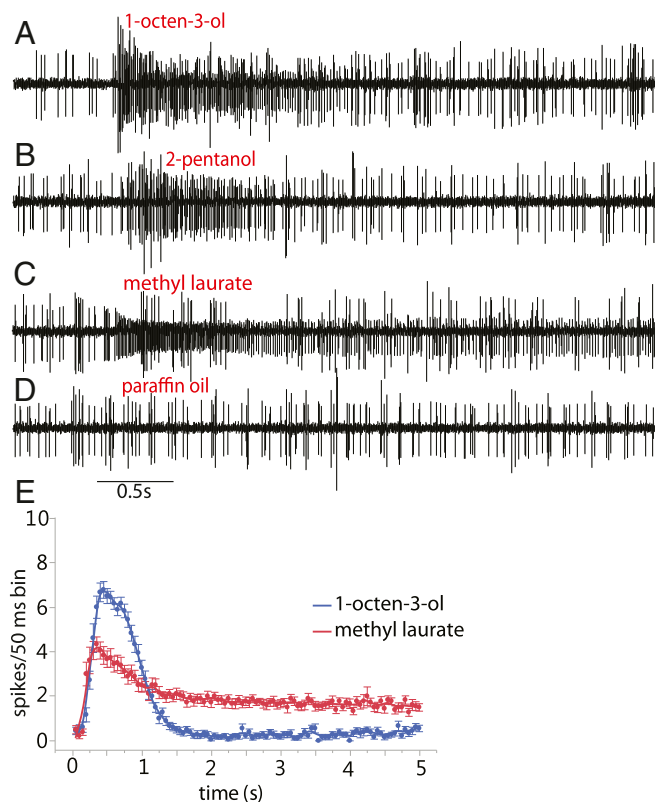 A
1-octen-3-ol
B
2-pentanol
C
methyl laurate
D
paraffin oil
0.5s
E
10
8
6
4
2
0
spikes/50 ms bin
1-octen-3-ol
methyl laurate
0 1 2 3 4 5
time (s)